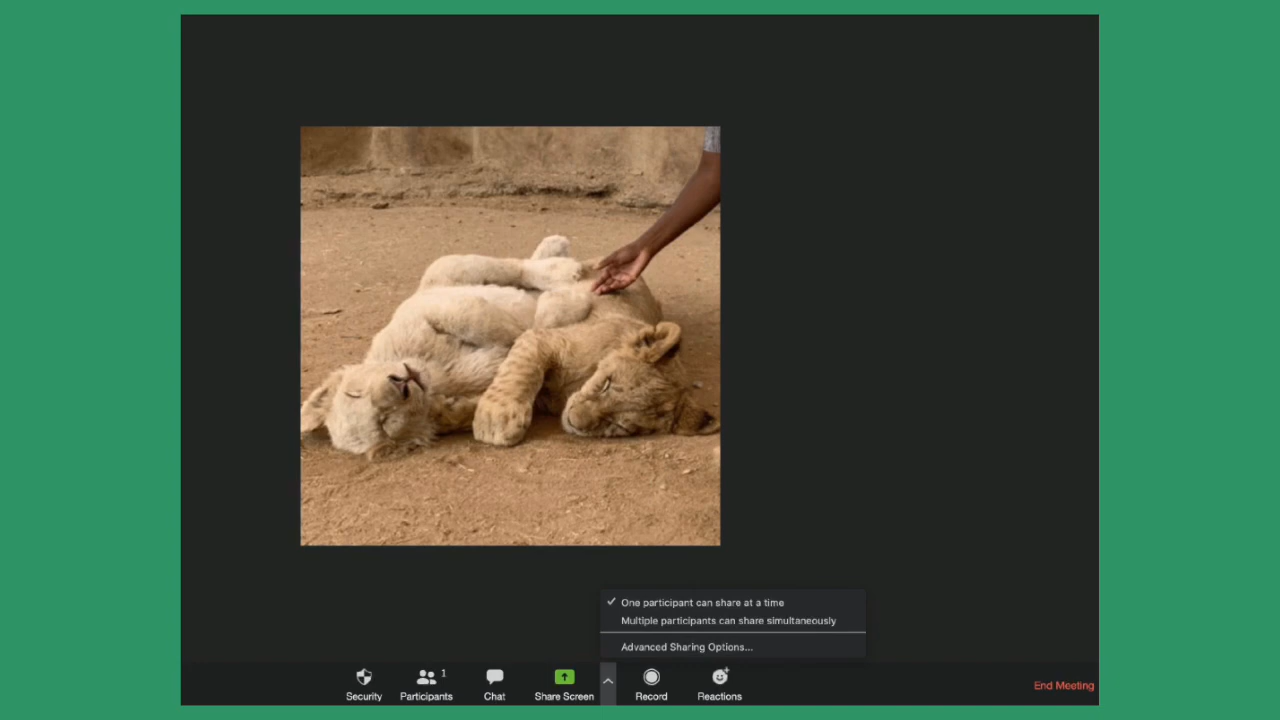 One participant can share at a time
Multiple participants can share simultaneously
Advanced Sharing Options...
Security
Participants
1
Chat
Share Screen
Record
Reactions
End Meeting